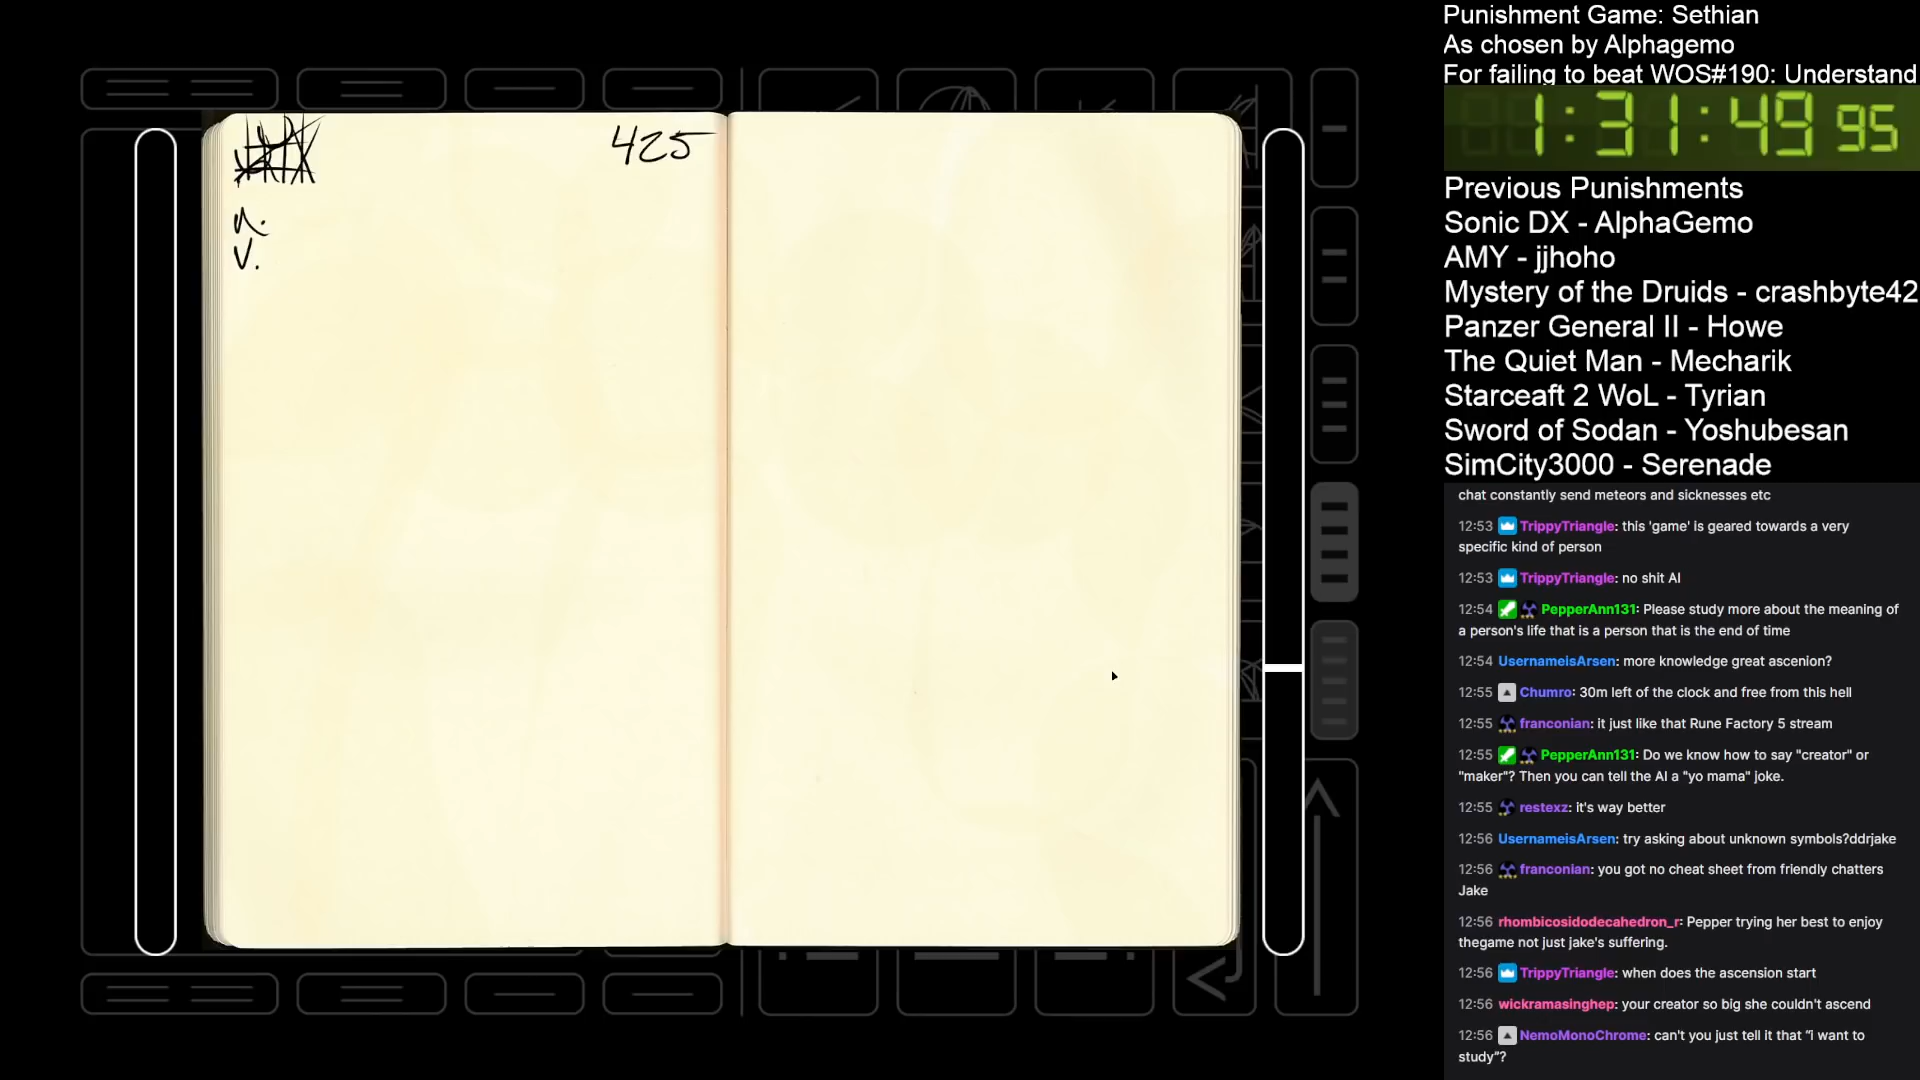 425
n.
v.
Punishment Game: Sethian
As chosen by Alphagemo
For failing to beat WOS#190: Understand
1:31:49 95
Previous Punishments
Sonic DX - AlphaGemo
AMY - jjhoho
Mystery of the Druids - crashbyte42
Panzer General II - Howe
The Quiet Man - Mecharik
Starceaft 2 WoL - Tyrian
Sword of Sodan - Yoshubesan
SimCity3000 - Serenade
chat constantly send meteors and sicknesses etc
12:53 TrippyTriangle: this 'game' is geared towards a very
specific kind of person
12:53 TrippyTriangle: no shit AI
12:54 PepperAnn131: Please study more about the meaning of
a person's life that is a person that is the end of time
12:54 UsernameisArsen: more knowledge great ascenion?
12:55 Chumro: 30m left of the clock and free from this hell
12:55 franconian: it just like that Rune Factory 5 stream
12:55 PepperAnn131: Do we know how to say "creator" or
"maker"? Then you can tell the AI a "yo mama" joke.
12:55 restexz: it's way better
12:56 UsernameisArsen: try asking about unknown symbols?ddrjake
12:56 franconian: you got no cheat sheet from friendly chatters
Jake
12:56 rhombicosidodecahedron_r: Pepper trying her best to enjoy
thegame not just jake's suffering.
12:56 TrippyTriangle: when does the ascension start
12:56 wickramasinghep: your creator so big she couldn't ascend
12:56 NemoMonoChrome: can't you just tell it that "i want to
study"?